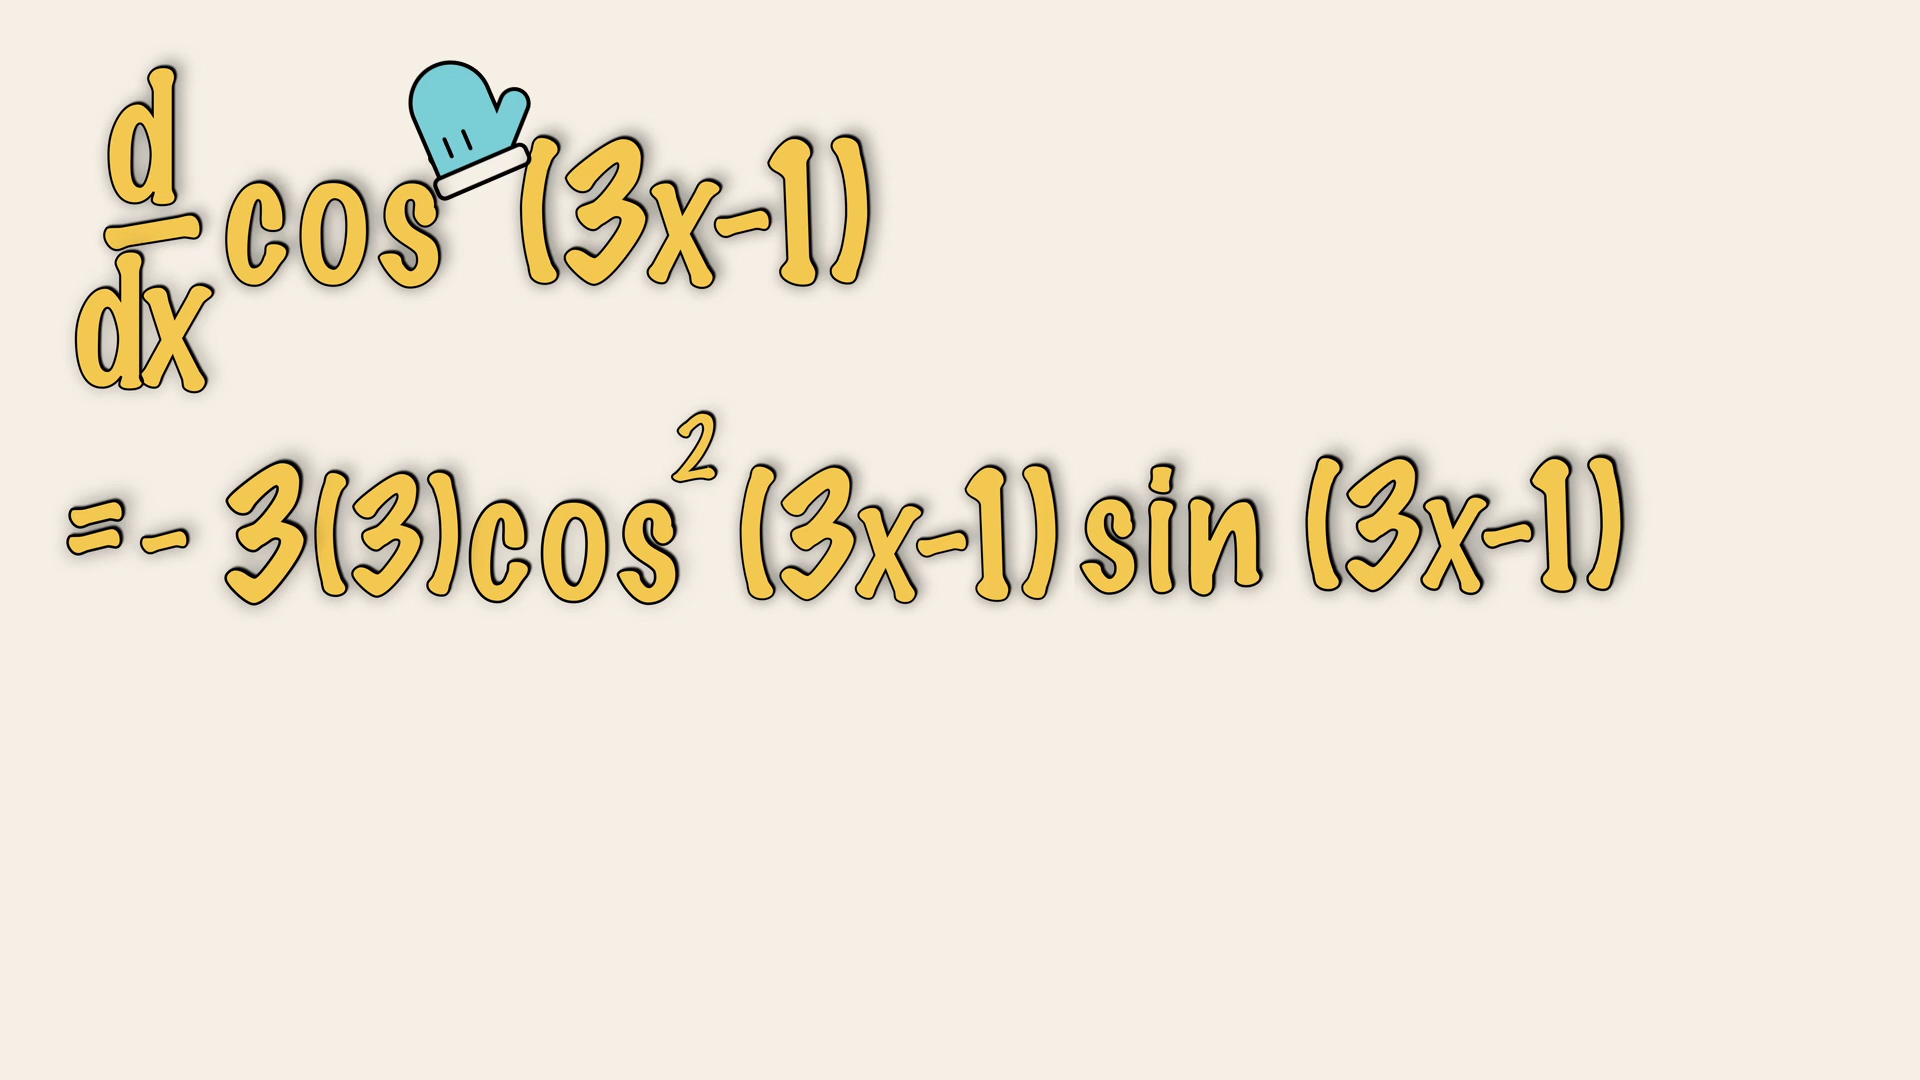 d/dx cos (3x-1)
=- 3(3)cos² (3x-1)sin (3x-1)